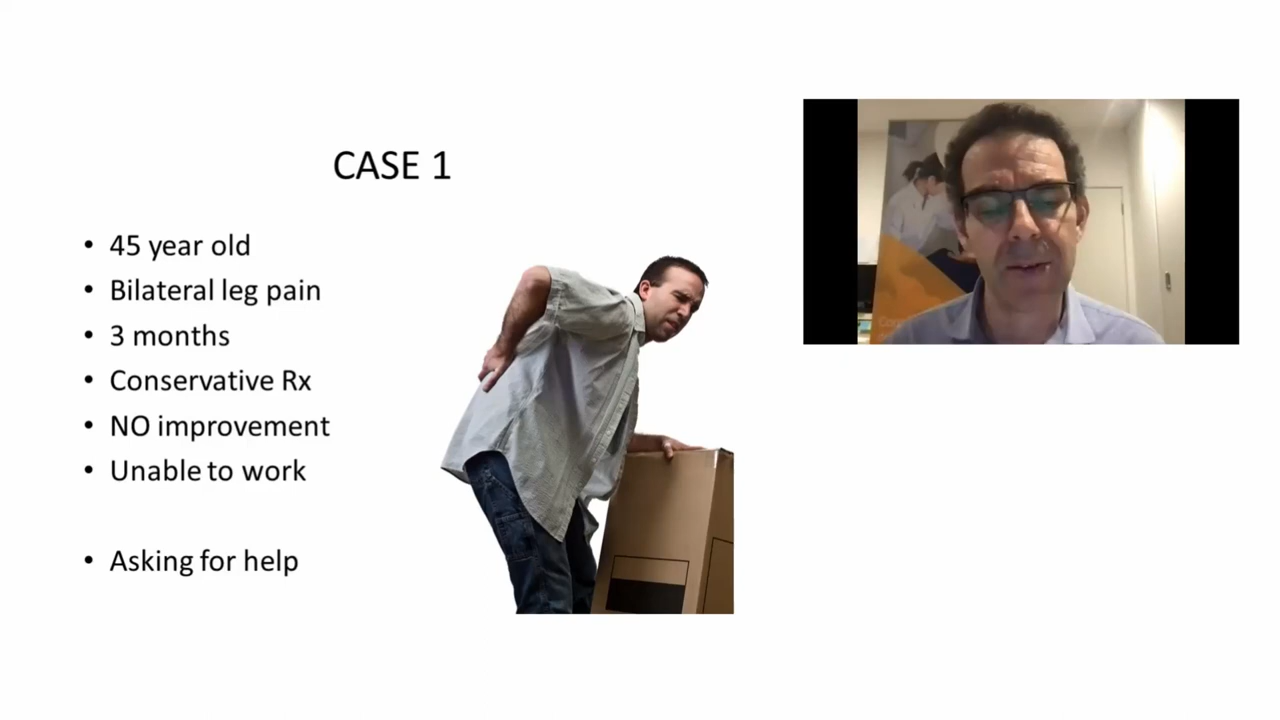 CASE 1
• 45 year old
• Bilateral leg pain
• 3 months
• Conservative Rx
• NO improvement
• Unable to work
• Asking for help